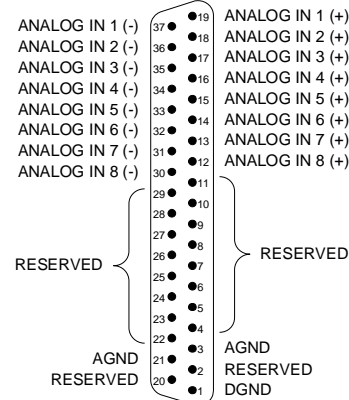 ANALOG IN 1 (-) 37 19 ANALOG IN 1 (+)
ANALOG IN 2 (-) 36 18 ANALOG IN 2 (+)
ANALOG IN 3 (-) 35 17 ANALOG IN 3 (+)
ANALOG IN 4 (-) 34 16 ANALOG IN 4 (+)
ANALOG IN 5 (-) 33 15 ANALOG IN 5 (+)
ANALOG IN 6 (-) 32 14 ANALOG IN 6 (+)
ANALOG IN 7 (-) 31 13 ANALOG IN 7 (+)
ANALOG IN 8 (-) 30 12 ANALOG IN 8 (+)
29 11
28 10
27 9
26 8
RESERVED 25 7 RESERVED
24 6
23 5
22 4
AGND 21 3 AGND
RESERVED 20 2 RESERVED
1 DGND